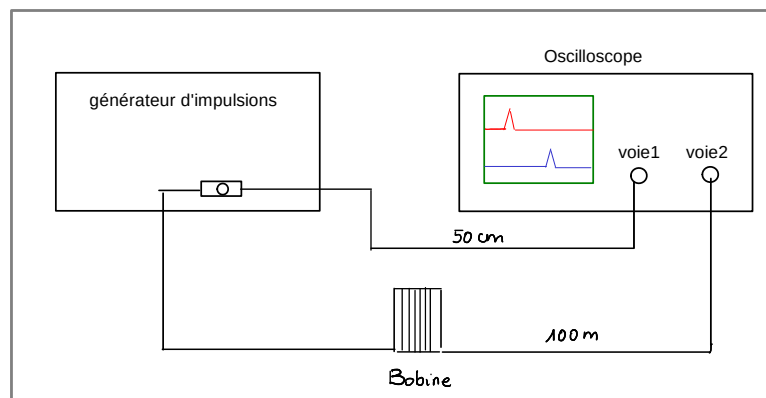 Oscilloscope
générateur d'impulsions
voie1
voie2
50 cm
100 m
Bobine